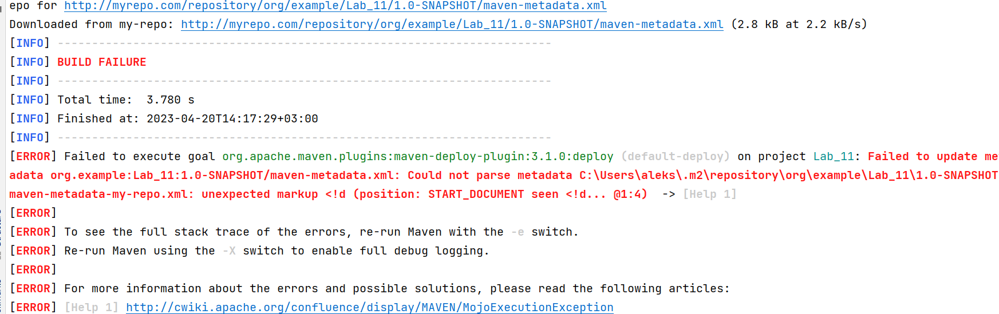 epo for http://myrepo.com/repository/org/example/Lab_11/1.0-SNAPSHOT/maven-metadata.xml
Downloaded from my-repo: http://myrepo.com/repository/org/example/Lab_11/1.0-SNAPSHOT/maven-metadata.xml (2.8 kB at 2.2 kB/s)
[INFO] ------------------------------------------------------------------------
[INFO] BUILD FAILURE
[INFO] ------------------------------------------------------------------------
[INFO] Total time:  3.780 s
[INFO] Finished at: 2023-04-20T14:17:29+03:00
[INFO] ------------------------------------------------------------------------
[ERROR] Failed to execute goal org.apache.maven.plugins:maven-deploy-plugin:3.1.0:deploy (default-deploy) on project Lab_11: Failed to update me
adata org.example:Lab_11:1.0-SNAPSHOT/maven-metadata.xml: Could not parse metadata C:\Users\aleks\.m2\repository\org\example\Lab_11\1.0-SNAPSHOT
maven-metadata-my-repo.xml: unexpected markup <!d (position: START_DOCUMENT seen <!d... @1:4)  -> [Help 1]
[ERROR]
[ERROR] To see the full stack trace of the errors, re-run Maven with the -e switch.
[ERROR] Re-run Maven using the -X switch to enable full debug logging.
[ERROR]
[ERROR] For more information about the errors and possible solutions, please read the following articles:
[ERROR] [Help 1] http://cwiki.apache.org/confluence/display/MAVEN/MojoExecutionException